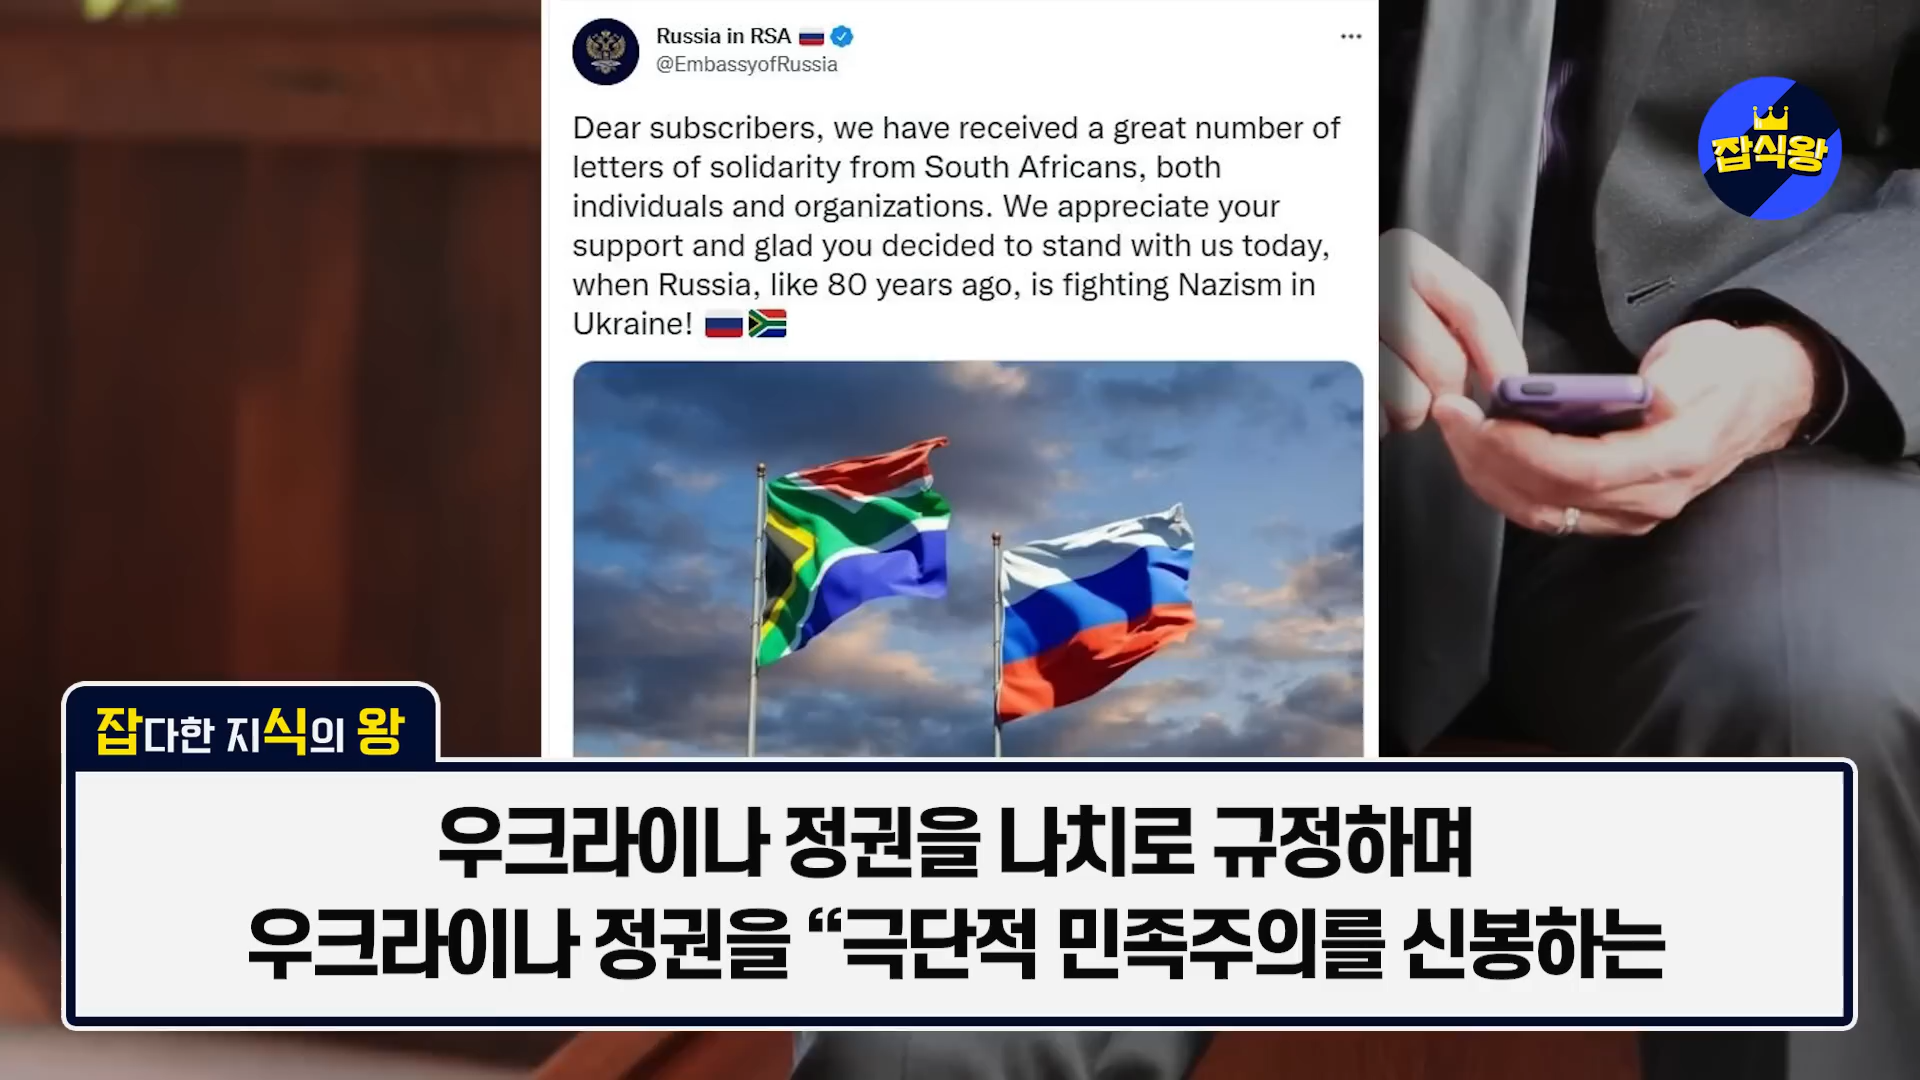 Russia in RSA
@EmbassyofRussia
Dear subscribers, we have received a great number of
letters of solidarity from South Africans, both
individuals and organizations. We appreciate your
support and glad you decided to stand with us today,
when Russia, like 80 years ago, is fighting Nazism in
Ukraine!
잡식왕
잡다한 지식의 왕
우크라이나 정권을 나치로 규정하며
우크라이나 정권을 “극단적 민족주의를 신봉하는